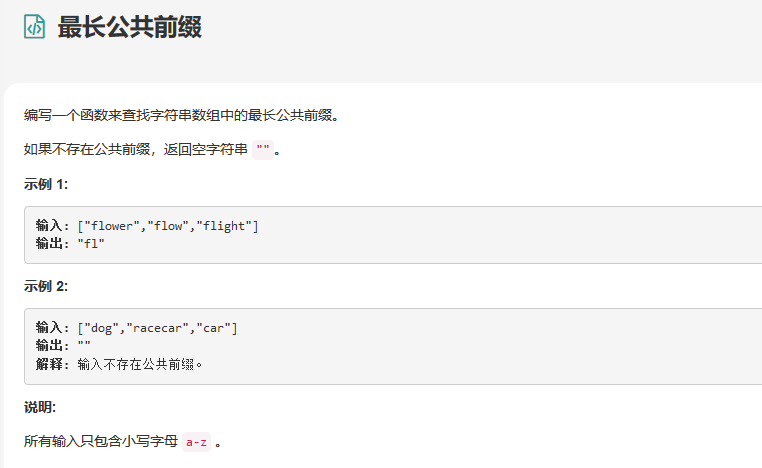 最长公共前缀
编写一个函数来查找字符串数组中的最长公共前缀。
如果不存在公共前缀，返回空字符串 ""。
示例 1:
输入: ["flower","flow","flight"]
输出: "fl"
示例 2:
输入: ["dog","racecar","car"]
输出: ""
解释: 输入不存在公共前缀。
说明:
所有输入只包含小写字母 a-z 。